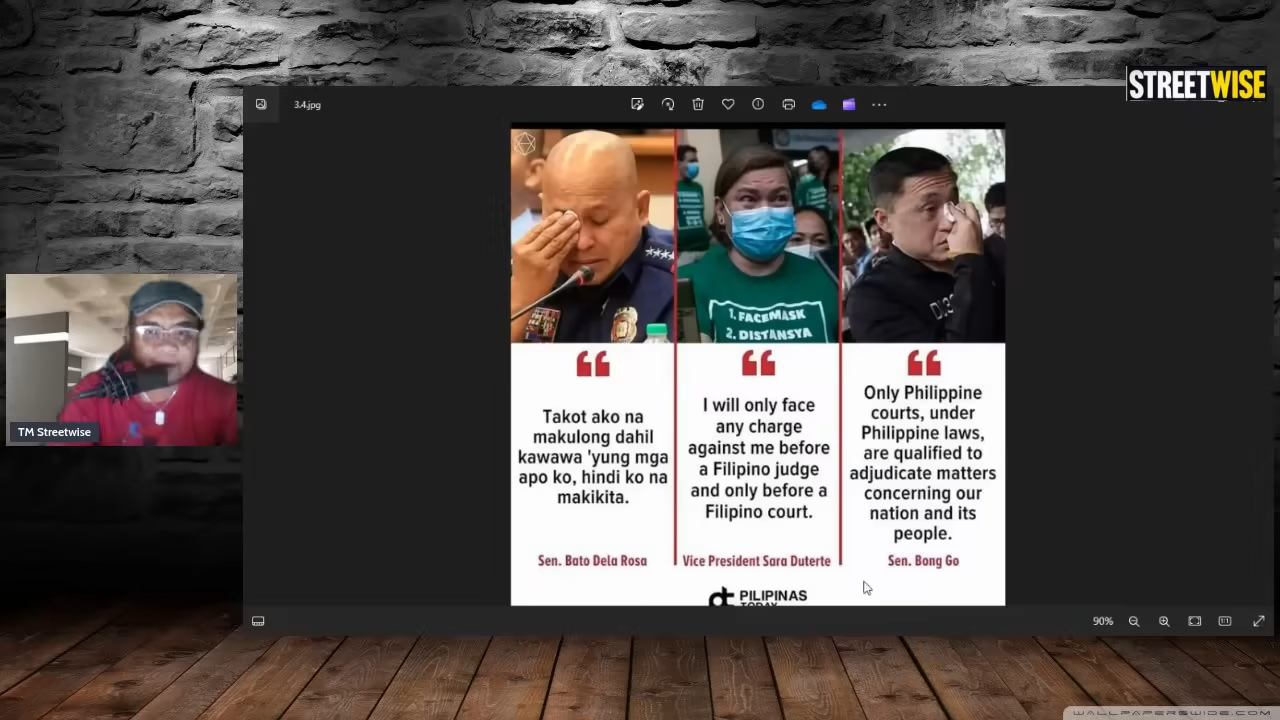 STREETWISE
3.4.jpg
1. FACEMASK
2. DISTANSYA
Takot ako na
makulong dahil
kawawa 'yung mga
apo ko, hindi ko na
makikita.
Sen. Bato Dela Rosa
I will only face
any charge
against me before
a Filipino judge
and only before a
Filipino court.
Vice President Sara Duterte
Only Philippine
courts, under
Philippine laws,
are qualified to
adjudicate matters
concerning our
nation and its
people.
Sen. Bong Go
PILIPINAS
TODAY
TM Streetwise
90%
WALLPAPERSWIDE.COM